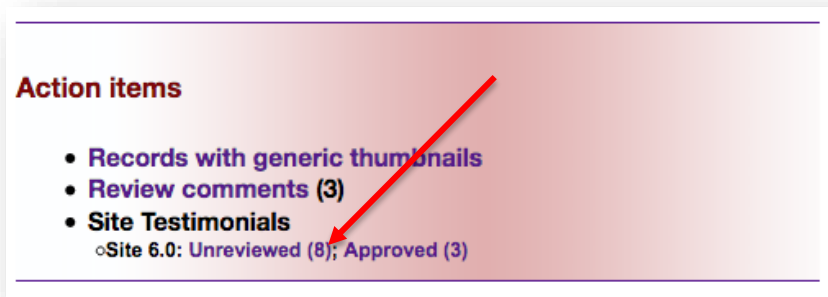 Action items
• Records with generic thumbnails
• Review comments (3)
• Site Testimonials
○Site 6.0: Unreviewed (8); Approved (3)